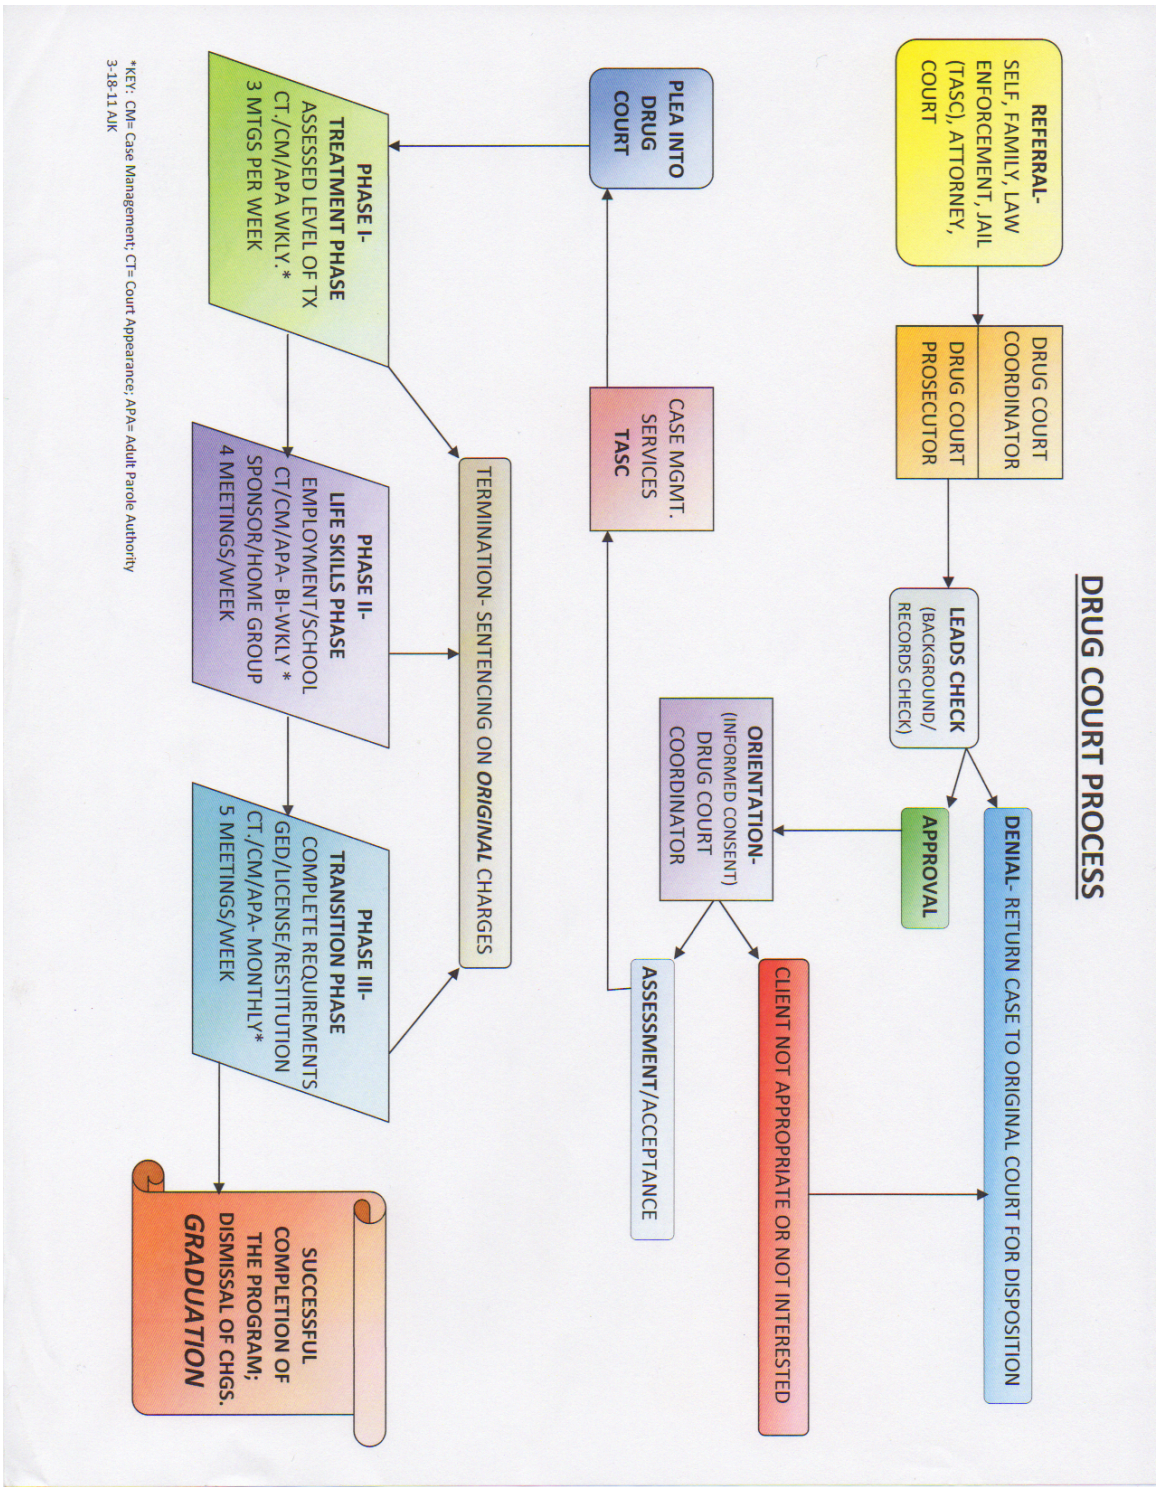 DRUG COURT PROCESS
REFERRAL-
SELF, FAMILY, LAW
ENFORCEMENT, JAIL
(TASC), ATTORNEY,
COURT
DRUG COURT
COORDINATOR
DRUG COURT
PROSECUTOR
LEADS CHECK
(BACKGROUND/
RECORDS CHECK)
DENIAL- RETURN CASE TO ORIGINAL COURT FOR DISPOSITION
APPROVAL
ORIENTATION-
(INFORMED CONSENT)
DRUG COURT
COORDINATOR
CLIENT NOT APPROPRIATE OR NOT INTERESTED
ASSESSMENT/ACCEPTANCE
CASE MGMT.
SERVICES
TASC
PLEA INTO
DRUG
COURT
TERMINATION- SENTENCING ON ORIGINAL CHARGES
PHASE I-
TREATMENT PHASE
ASSESSED LEVEL OF TX
CT./CM/APA WKLY.*
3 MTGS PER WEEK
PHASE II-
LIFE SKILLS PHASE
EMPLOYMENT/SCHOOL
CT/CM/APA- BI-WKLY *
SPONSOR/HOME GROUP
4 MEETINGS/WEEK
PHASE III-
TRANSITION PHASE
COMPLETE REQUIREMENTS
GED/LICENSE/RESTITUTION
CT./CM/APA- MONTHLY*
5 MEETINGS/WEEK
SUCCESSFUL
COMPLETION OF
THE PROGRAM;
DISMISSAL OF CHGS.
GRADUATION
*KEY: CM= Case Management; CT= Court Appearance; APA= Adult Parole Authority
3-18-11 AJK